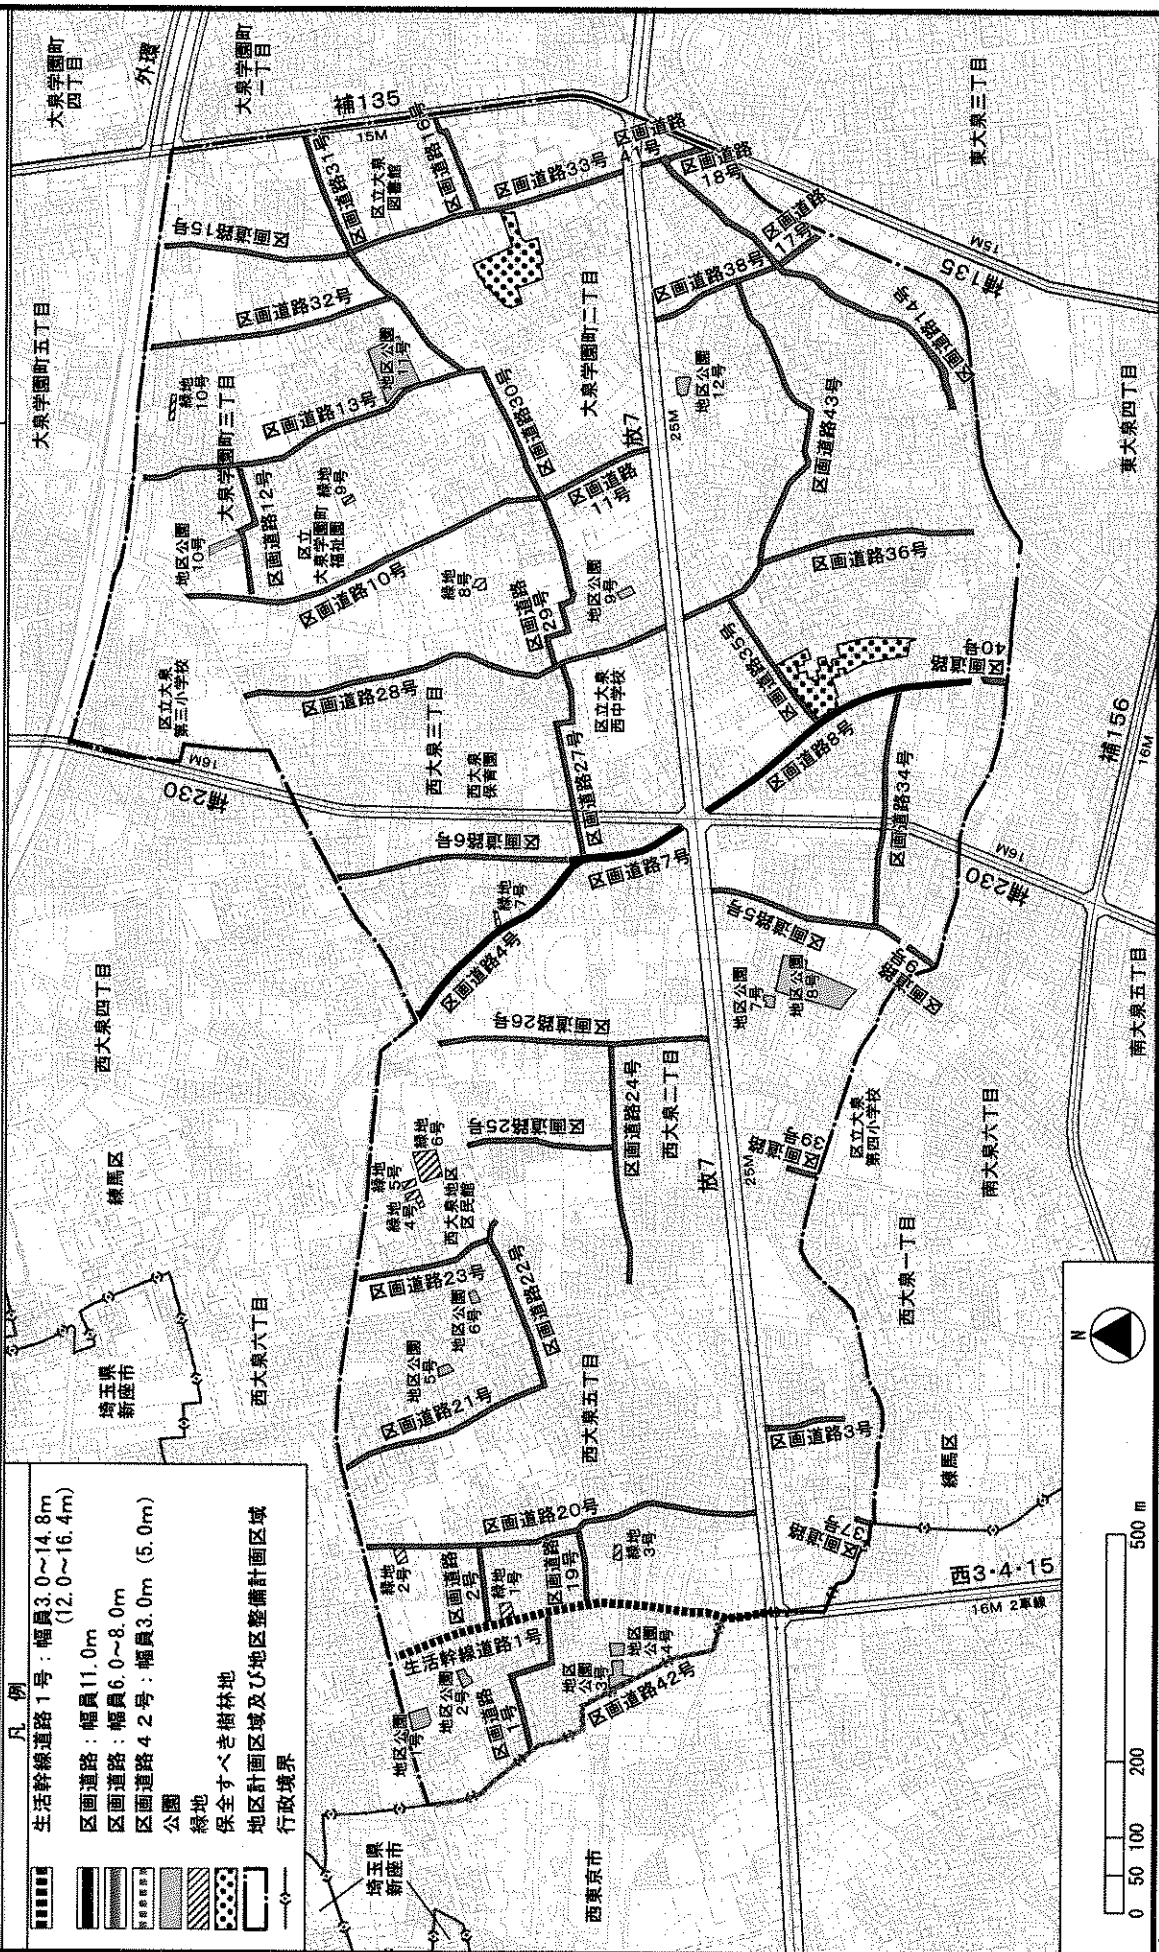 凡 例
生活幹線道路１号：幅員3.0～14.8m
(12.0～16.4m)
区画道路：幅員11.0m
区画道路：幅員6.0～8.0m
区画道路４２号：幅員3.0m (5.0m)
公園
緑地
保全すべき樹林地
地区計画区域及び地区整備計画区域
行政境界
埼玉県
新座市
西大泉六丁目
練馬区
西大泉四丁目
大泉学園町五丁目
大泉学園町
四丁目
外環
大泉学園町
一丁目
補230
16M
区立大泉
第三小学校
地区公園
10号
緑地
10号
大泉学園町三丁目
区画道路12号
区画道路13号
区画道路32号
区画道路15号
区画道路31号
補135
15M
区立大泉
図書館
区画道路16号
区画道路33号
区画道路
41号
区画道路
18号
区画道路
17号
地区公園
11号
区立
大泉学園町
福祉園
緑地
9号
区画道路10号
区画道路28号
緑地
8号
区画道路30号
大泉学園町二丁目
区画道路
11号
放7
25M
区画道路
29号
地区公園
9号
西大泉三丁目
西大泉
保育園
区立大泉
西中学校
区画道路27号
区画道路6号
緑地
7号
区画道路7号
区画道路4号
区画道路26号
区画道路25号
区画道路24号
西大泉二丁目
緑地
6号
緑地
5号
緑地
4号
西大泉地区
区民館
区画道路23号
区画道路22号
地区公園
6号
地区公園
5号
区画道路21号
西大泉五丁目
区画道路20号
緑地
2号
区画道路
2号
緑地
1号
区画道路
19号
緑地
3号
生活幹線道路1号
地区公園
1号
地区公園
2号
区画道路
1号
地区
公園
3号
地区
公園
4号
区画道路42号
埼玉県
新座市
西東京市
放7
25M
区画道路38号
区画道路14号
補135
15M
東大泉三丁目
地区公園
12号
区画道路43号
区画道路36号
東大泉四丁目
区画道路35号
区画道路
40号
区画道路8号
区画道路34号
補156
16M
補230
16M
区画道路5号
区画道路
9号
地区公園
7号
地区公園
8号
南大泉五丁目
区画道路
39号
区立大泉
第四小学校
南大泉六丁目
西大泉一丁目
区画道路3号
練馬区
区画道路
37号
西3・4・15
16M 2車線
N
0 50 100 200 500 m